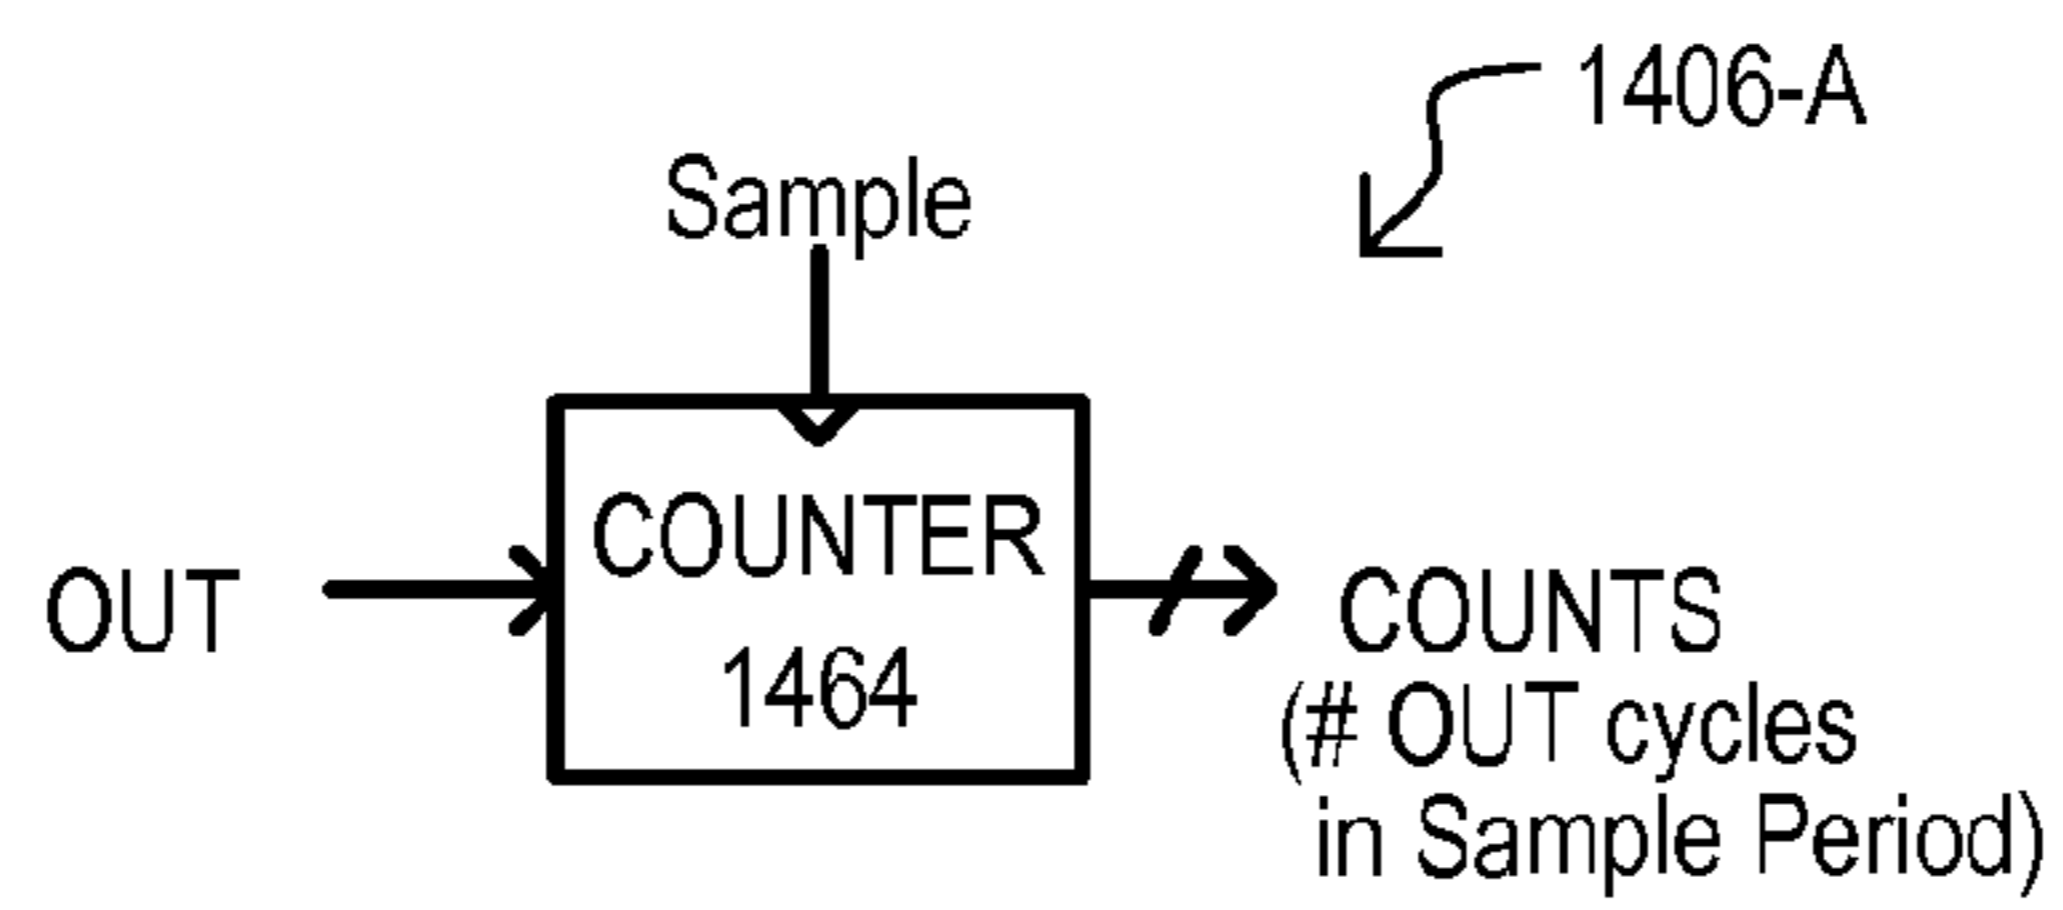 1406-A
Sample
COUNTER
1464
OUT
COUNTS
(# OUT cycles
in Sample Period)